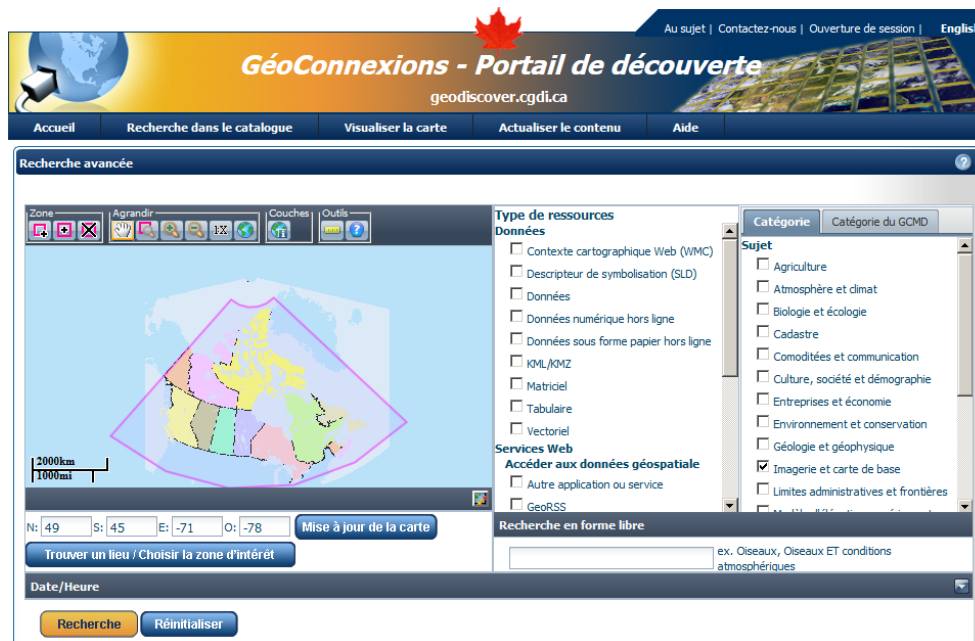 Au sujet | Contactez-nous | Ouverture de session | Englis
GéoConnexions - Portail de découverte
geodiscover.cgdi.ca
Accueil Recherche dans le catalogue Visualiser la carte Actualiser le contenu Aide
Recherche avancée
Zone Agrandir Couches Outils
1:X
2000km
1000mi
N: 49 S: 45 E: -71 O: -78 Mise à jour de la carte
Trouver un lieu / Choisir la zone d'intérêt
Type de ressources
Données
Contexte cartographique Web (WMC)
Descripteur de symbolisation (SLD)
Données
Données numérique hors ligne
Données sous forme papier hors ligne
KML/KMZ
Matriciel
Tabulaire
Vectoriel
Services Web
Accéder aux données géospatiale
Autre application ou service
GeoRSS
Catégorie Catégorie du GCMD
Sujet
Agriculture
Atmosphère et climat
Biologie et écologie
Cadastre
Comoditées et communication
Culture, société et démographie
Entreprises et économie
Environnement et conservation
Géologie et géophysique
Imagerie et carte de base
Limites administratives et frontières
Recherche en forme libre
ex. Oiseaux, Oiseaux ET conditions
atmosphériques
Date/Heure
Recherche Réinitialiser